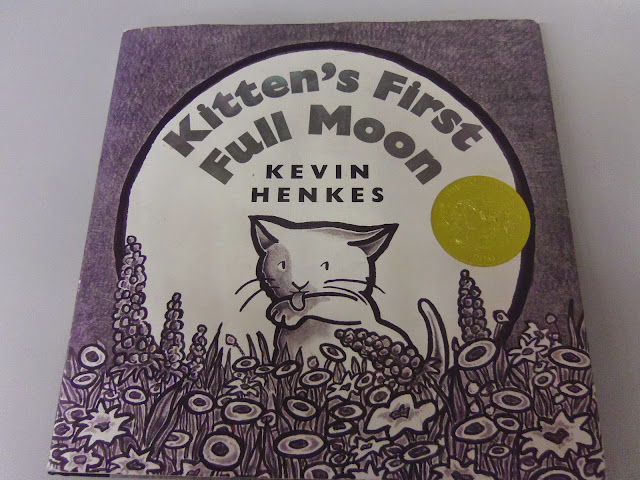 Kitten's First
Full Moon
KEVIN
HENKES